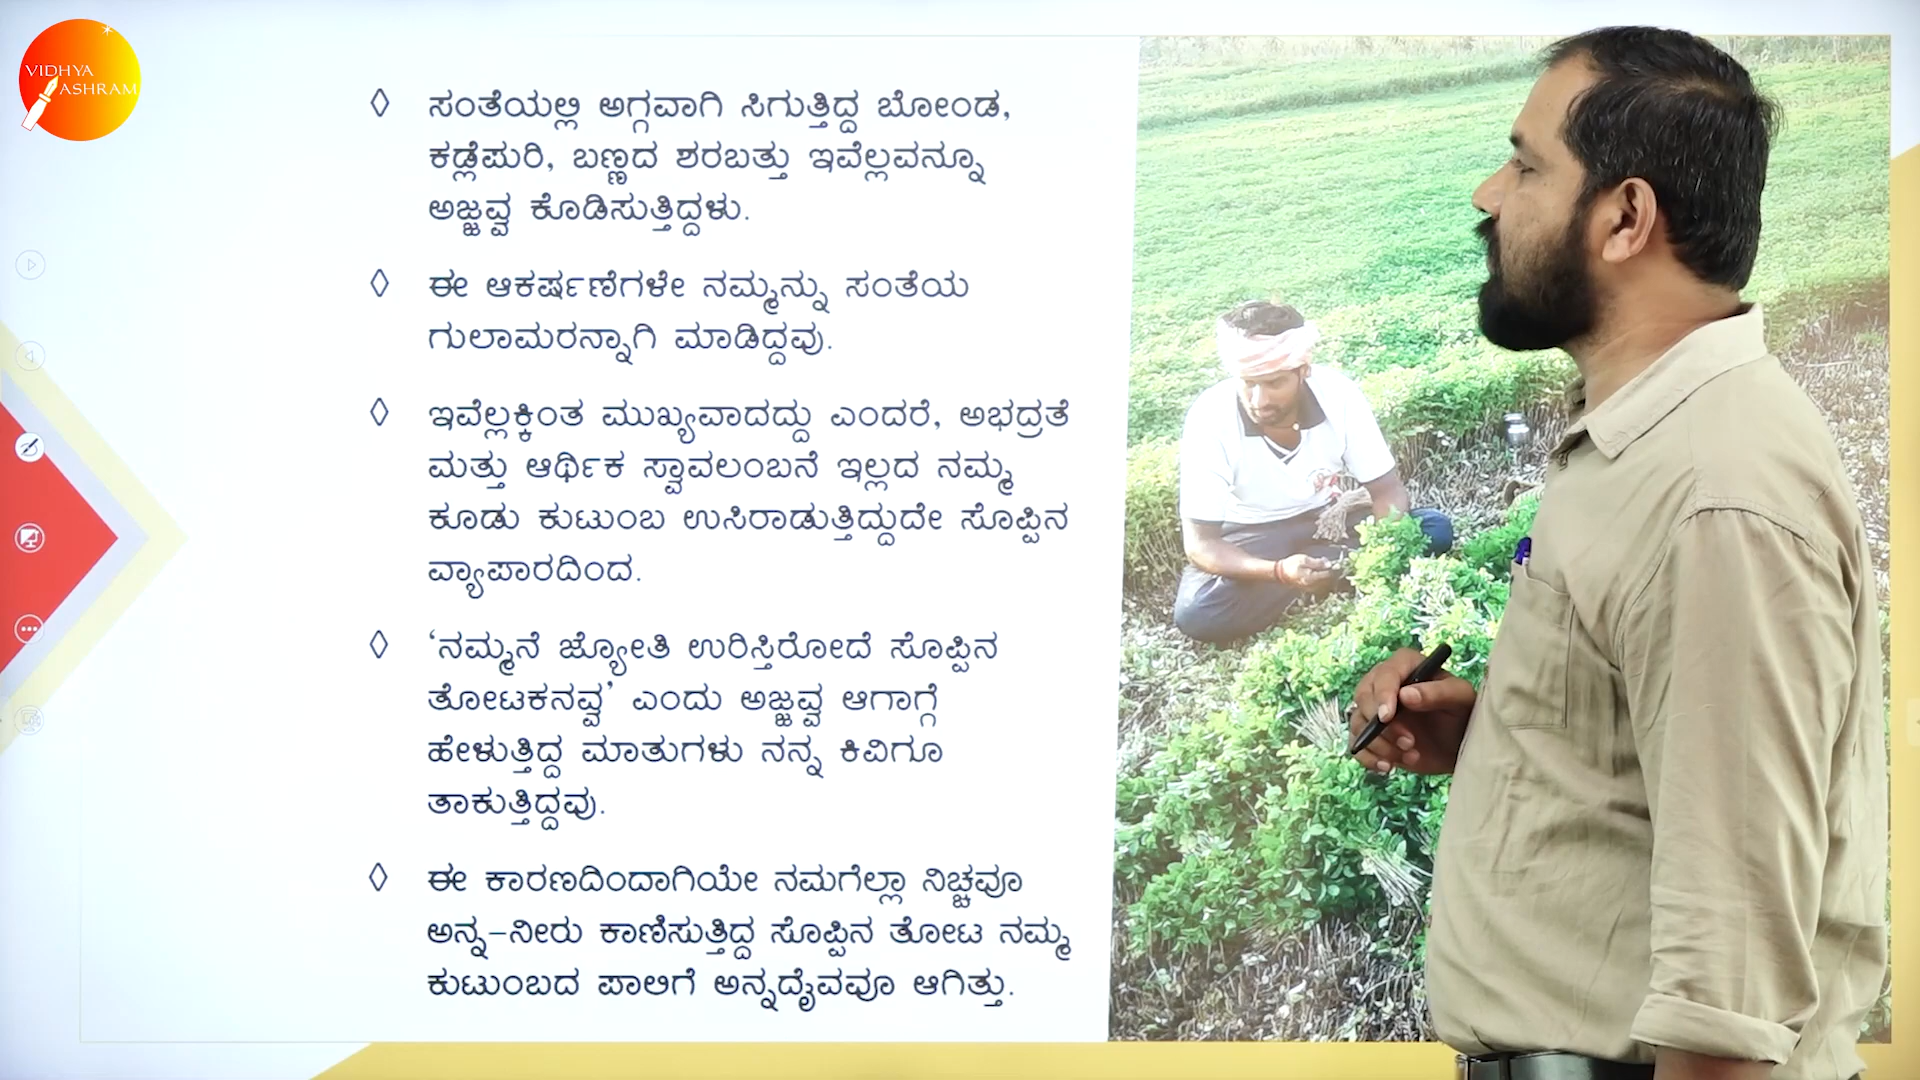 VIDHYA
ASHRAM
◊ ಸಂತೆಯಲ್ಲಿ ಅಗ್ಗವಾಗಿ ಸಿಗುತ್ತಿದ್ದ ಬೋಂಡ,
ಕಡ್ಲೆಪುರಿ, ಬಣ್ಣದ ಶರಬತ್ತು ಇವೆಲ್ಲವನ್ನೂ
ಅಜ್ಜವ್ವ ಕೊಡಿಸುತ್ತಿದ್ದಳು.
◊ ಈ ಆಕರ್ಷಣೆಗಳೇ ನಮ್ಮನ್ನು ಸಂತೆಯ
ಗುಲಾಮರನ್ನಾಗಿ ಮಾಡಿದ್ದವು.
◊ ಇವೆಲ್ಲಕ್ಕಿಂತ ಮುಖ್ಯವಾದದ್ದು ಎಂದರೆ, ಅಭದ್ರತೆ
ಮತ್ತು ಆರ್ಥಿಕ ಸ್ವಾವಲಂಬನೆ ಇಲ್ಲದ ನಮ್ಮ
ಕೂಡು ಕುಟುಂಬ ಉಸಿರಾಡುತ್ತಿದ್ದುದೇ ಸೊಪ್ಪಿನ
ವ್ಯಾಪಾರದಿಂದ.
◊ ‘ನಮ್ಮನೆ ಜ್ಯೋತಿ ಉರಿಸ್ತಿರೋದೆ ಸೊಪ್ಪಿನ
ತೋಟಕನವ್ವ’ ಎಂದು ಅಜ್ಜವ್ವ ಆಗಾಗ್ಗೆ
ಹೇಳುತ್ತಿದ್ದ ಮಾತುಗಳು ನನ್ನ ಕಿವಿಗೂ
ತಾಕುತ್ತಿದ್ದವು.
◊ ಈ ಕಾರಣದಿಂದಾಗಿಯೇ ನಮಗೆಲ್ಲಾ ನಿಚ್ಚವೂ
ಅನ್ನ-ನೀರು ಕಾಣಿಸುತ್ತಿದ್ದ ಸೊಪ್ಪಿನ ತೋಟ ನಮ್ಮ
ಕುಟುಂಬದ ಪಾಲಿಗೆ ಅನ್ನದೈವವೂ ಆಗಿತ್ತು.